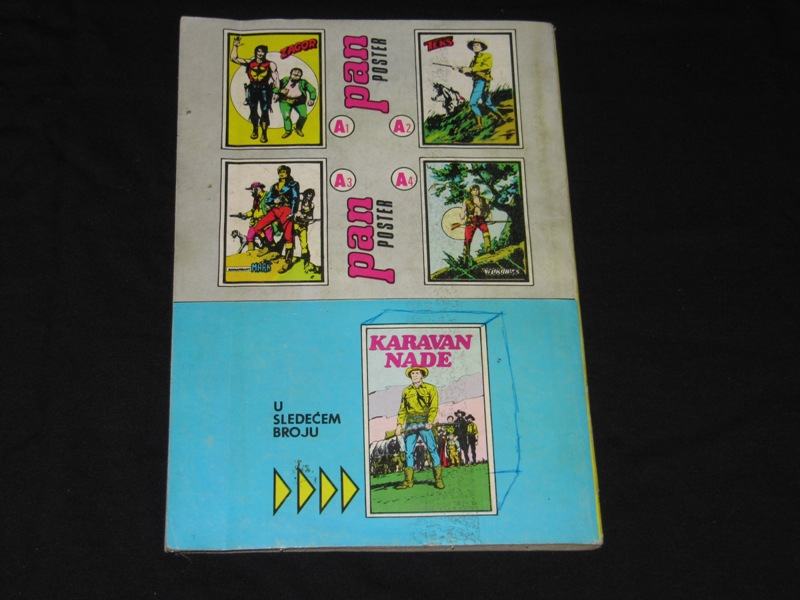 ZAGOR
pan
POSTER
TEKS
A1
A2
A3
A4
pan
POSTER
MARK
KARAVAN
NADE
U
SLEDEĆEM
BROJU